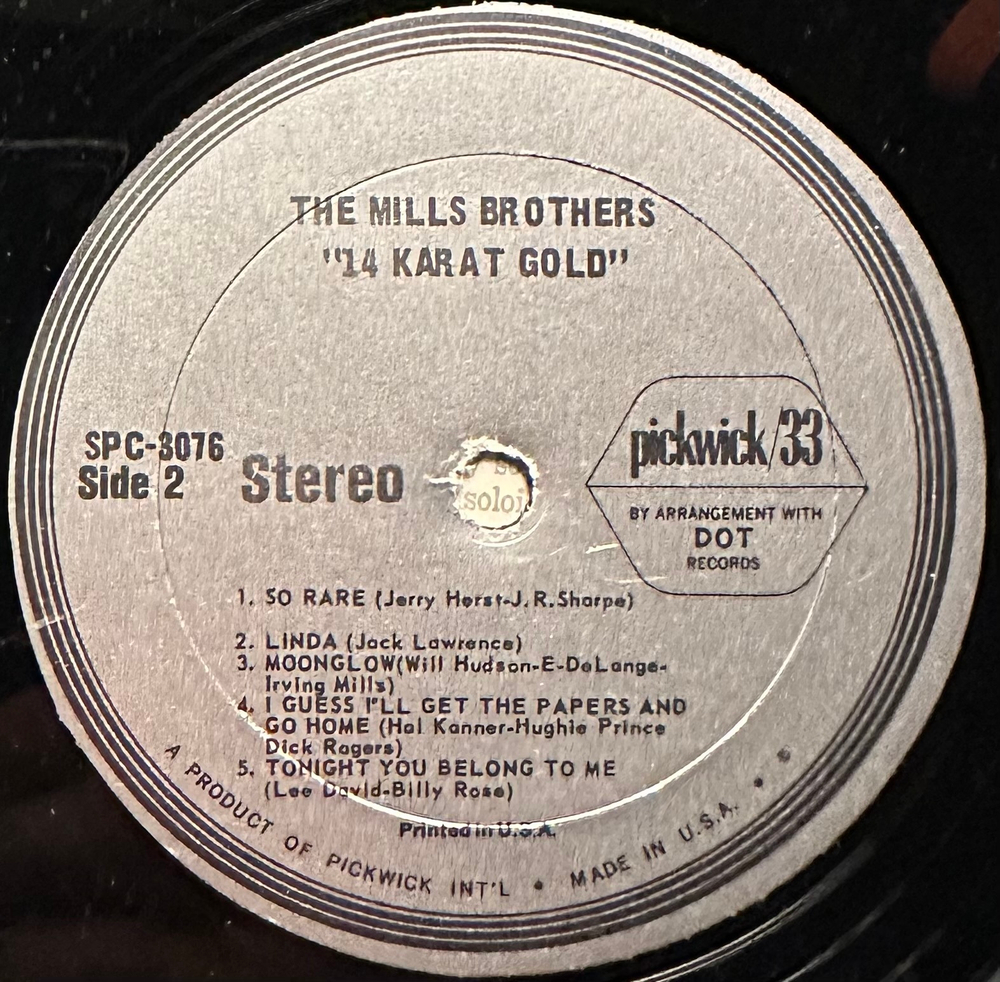 THE MILLS BROTHERS
"14 KARAT GOLD"
SPC-3076
Side 2
Stereo
soloi
pickwick/33
BY ARRANGEMENT WITH
DOT
RECORDS
1. SO RARE (Jerry Herst-J.R.Sharpe)
2. LINDA (Jack Lawrence)
3. MOONGLOW(Will Hudson-E-DeLange-
Irving Mills)
4. I GUESS I'LL GET THE PAPERS AND
GO HOME (Hal Kanner-Hughie Prince
Dick Rogers)
5. TONIGHT YOU BELONG TO ME
(Lee David-Billy Rose)
Printed in U.S.A.
A PRODUCT OF PICKWICK INT'L • MADE IN U.S.A. •